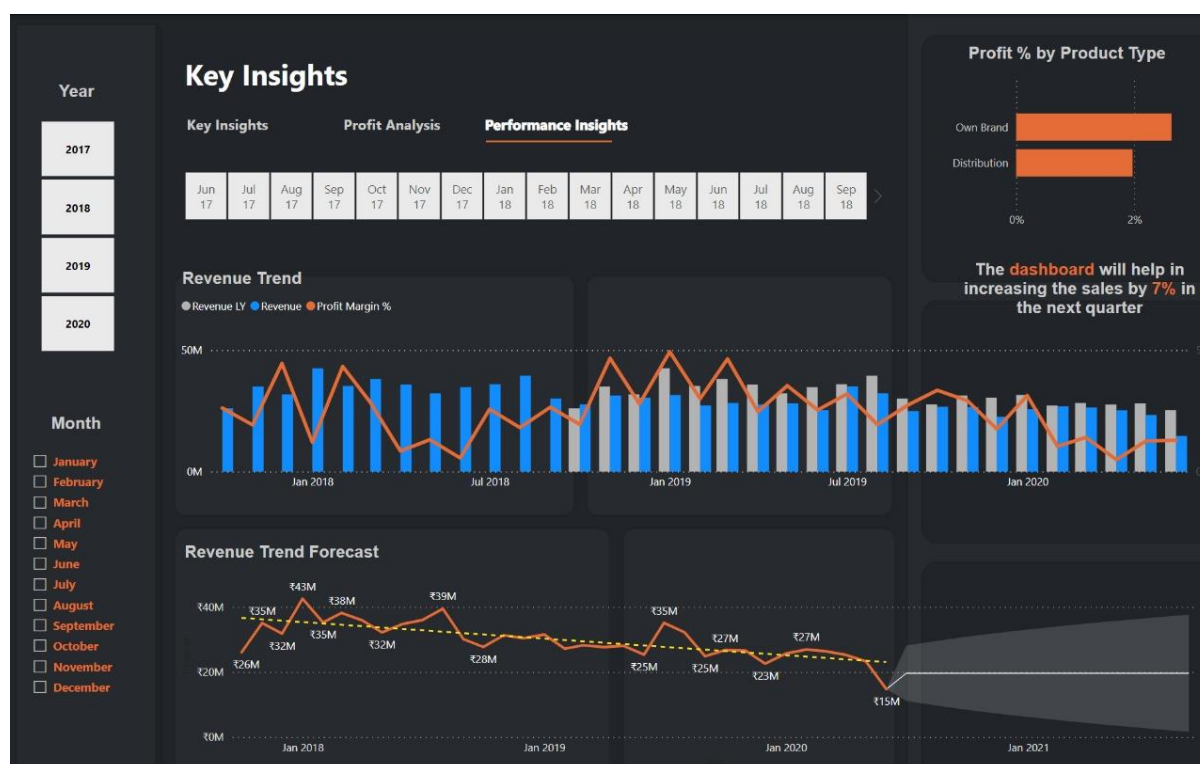 Year
2017
2018
2019
2020
Month
January
February
March
April
May
June
July
August
September
October
November
December
Key Insights
Key Insights Profit Analysis Performance Insights
Jun Jul Aug Sep Oct Nov Dec Jan Feb Mar Apr May Jun Jul Aug Sep
17 17 17 17 17 17 17 18 18 18 18 18 18 18 18 18
Revenue Trend
Revenue LY Revenue Profit Margin %
50M
0M
Jan 2018 Jul 2018 Jan 2019 Jul 2019 Jan 2020
Revenue Trend Forecast
₹40M
₹20M
₹0M
₹26M ₹35M ₹32M ₹43M ₹35M ₹38M ₹32M ₹39M ₹28M ₹25M ₹35M ₹25M ₹27M ₹23M ₹27M ₹15M
Jan 2018 Jan 2019 Jan 2020 Jan 2021
Profit % by Product Type
Own Brand
Distribution
0% 2%
The dashboard will help in
increasing the sales by 7% in
the next quarter